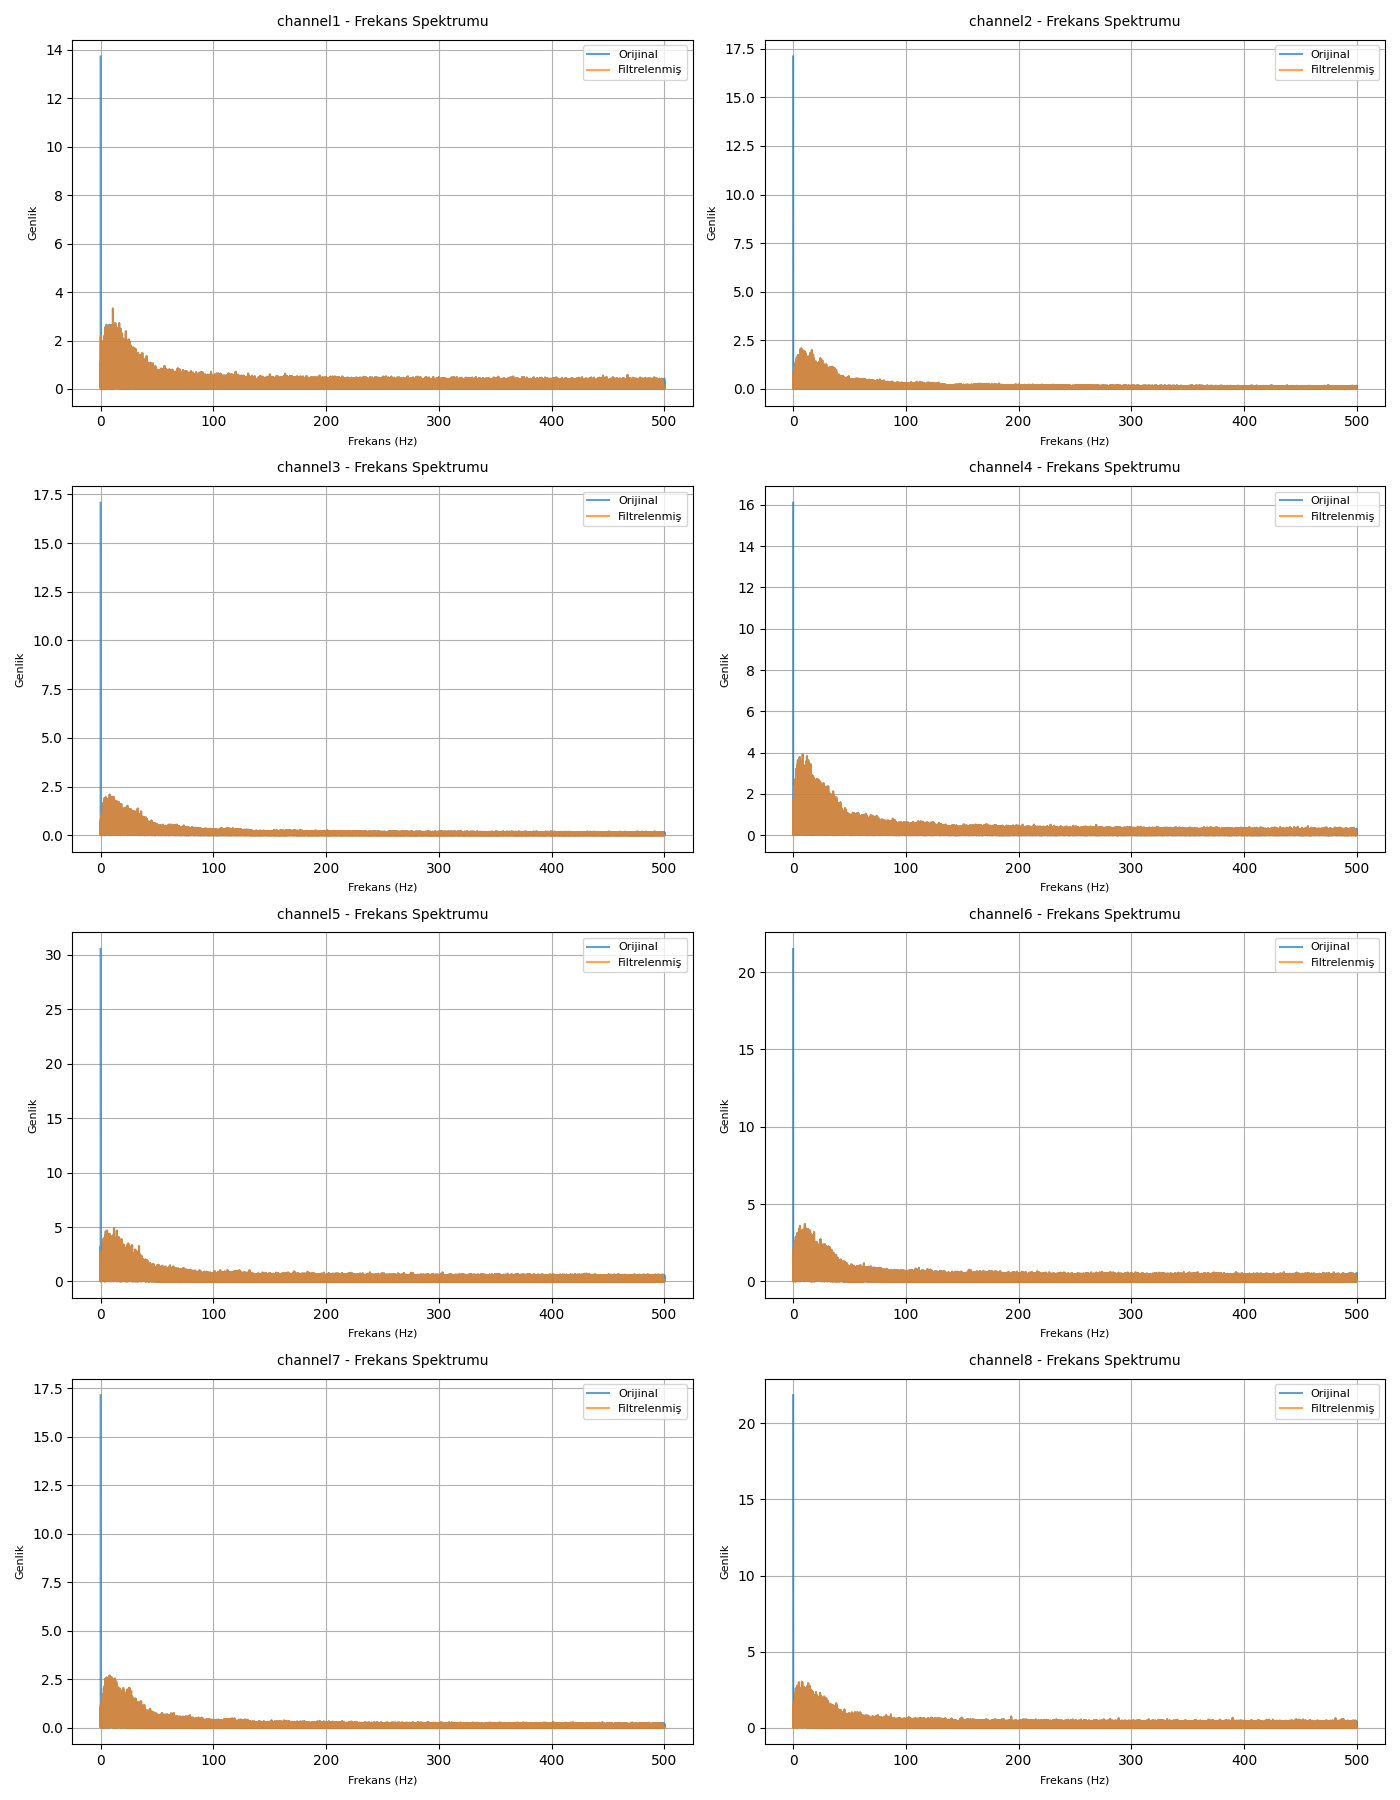 channel1 - Frekans Spektrumu
Orijinal
Filtrelenmiş
14
12
10
8
6
4
2
0
Genlik
0 100 200 300 400 500
Frekans (Hz)
channel2 - Frekans Spektrumu
Orijinal
Filtrelenmiş
17.5
15.0
12.5
10.0
7.5
5.0
2.5
0.0
Genlik
0 100 200 300 400 500
Frekans (Hz)
channel3 - Frekans Spektrumu
Orijinal
Filtrelenmiş
17.5
15.0
12.5
10.0
7.5
5.0
2.5
0.0
Genlik
0 100 200 300 400 500
Frekans (Hz)
channel4 - Frekans Spektrumu
Orijinal
Filtrelenmiş
16
14
12
10
8
6
4
2
0
Genlik
0 100 200 300 400 500
Frekans (Hz)
channel5 - Frekans Spektrumu
Orijinal
Filtrelenmiş
30
25
20
15
10
5
0
Genlik
0 100 200 300 400 500
Frekans (Hz)
channel6 - Frekans Spektrumu
Orijinal
Filtrelenmiş
20
15
10
5
0
Genlik
0 100 200 300 400 500
Frekans (Hz)
channel7 - Frekans Spektrumu
Orijinal
Filtrelenmiş
17.5
15.0
12.5
10.0
7.5
5.0
2.5
0.0
Genlik
0 100 200 300 400 500
Frekans (Hz)
channel8 - Frekans Spektrumu
Orijinal
Filtrelenmiş
20
15
10
5
0
Genlik
0 100 200 300 400 500
Frekans (Hz)